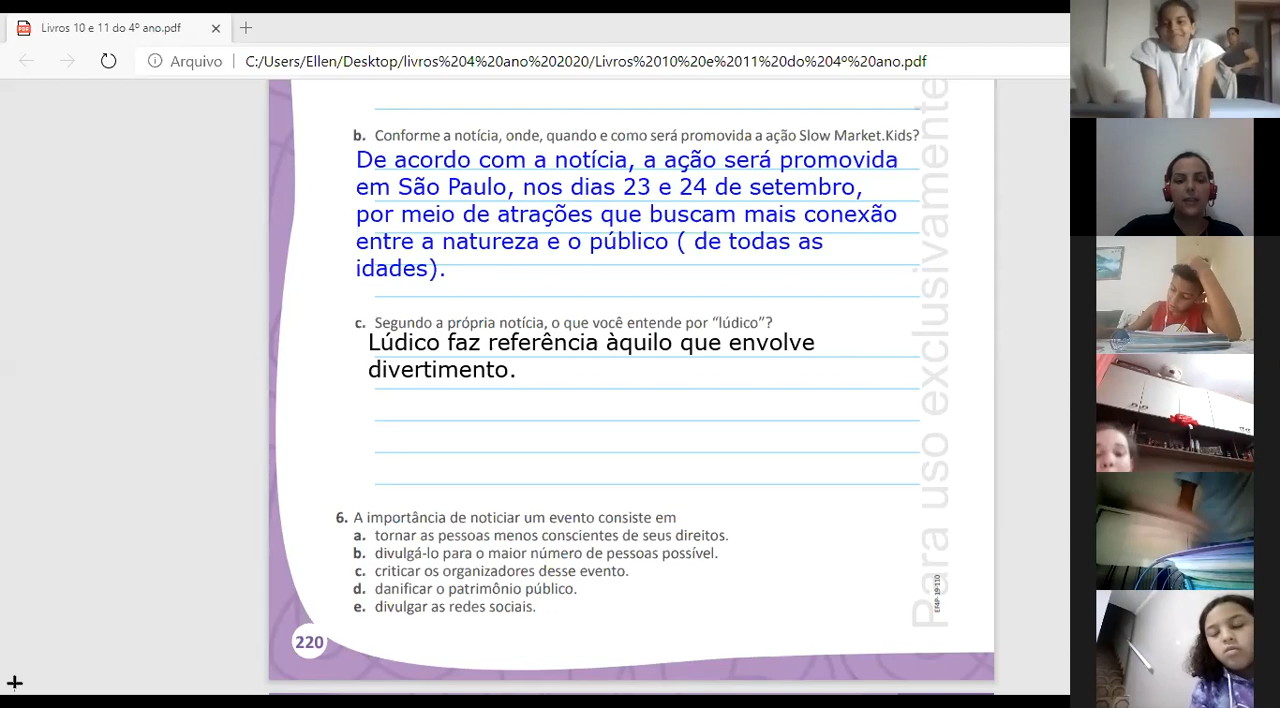 Livros 10 e 11 do 4º ano.pdf
Arquivo
C:/Users/Ellen/Desktop/livros%204%20ano%202020/Livros%2010%20e%2011%20do%204º%20ano.pdf
b. Conforme a notícia, onde, quando e como será promovida a ação Slow Market.Kids?
De acordo com a notícia, a ação será promovida
em São Paulo, nos dias 23 e 24 de setembro,
por meio de atrações que buscam mais conexão
entre a natureza e o público ( de todas as
idades).
c. Segundo a própria notícia, o que você entende por “lúdico”?
Lúdico faz referência àquilo que envolve
divertimento.
6. A importância de noticiar um evento consiste em
a. tornar as pessoas menos conscientes de seus direitos.
b. divulgá-lo para o maior número de pessoas possível.
c. criticar os organizadores desse evento.
d. danificar o patrimônio público.
e. divulgar as redes sociais.
220
Para uso exclusivamente
EF4P-19-110